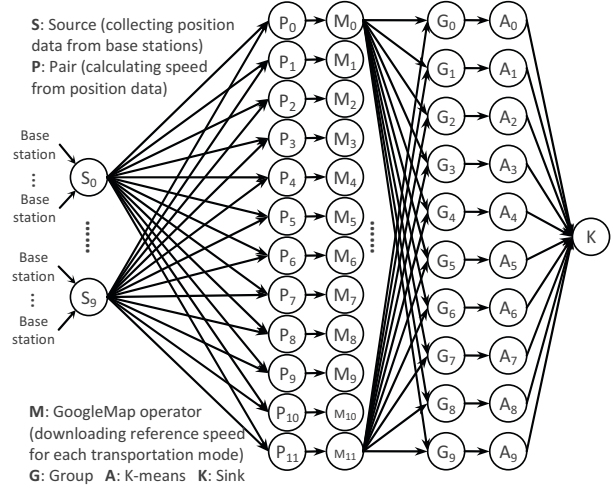 S: Source (collecting position
data from base stations)
P: Pair (calculating speed
from position data)
Base
station
...
Base
station
S0
......
Base
station
...
Base
station
S9
P0 M0
P1 M1
P2 M2
P3 M3
P4 M4
P5 M5
P6 M6
P7 M7
P8 M8
P9 M9
P10 M10
P11 M11
......
G0 A0
G1 A1
G2 A2
G3 A3
G4 A4
G5 A5
G6 A6
G7 A7
G8 A8
G9 A9
K
M: GoogleMap operator
(downloading reference speed
for each transportation mode)
G: Group A: K-means K: Sink